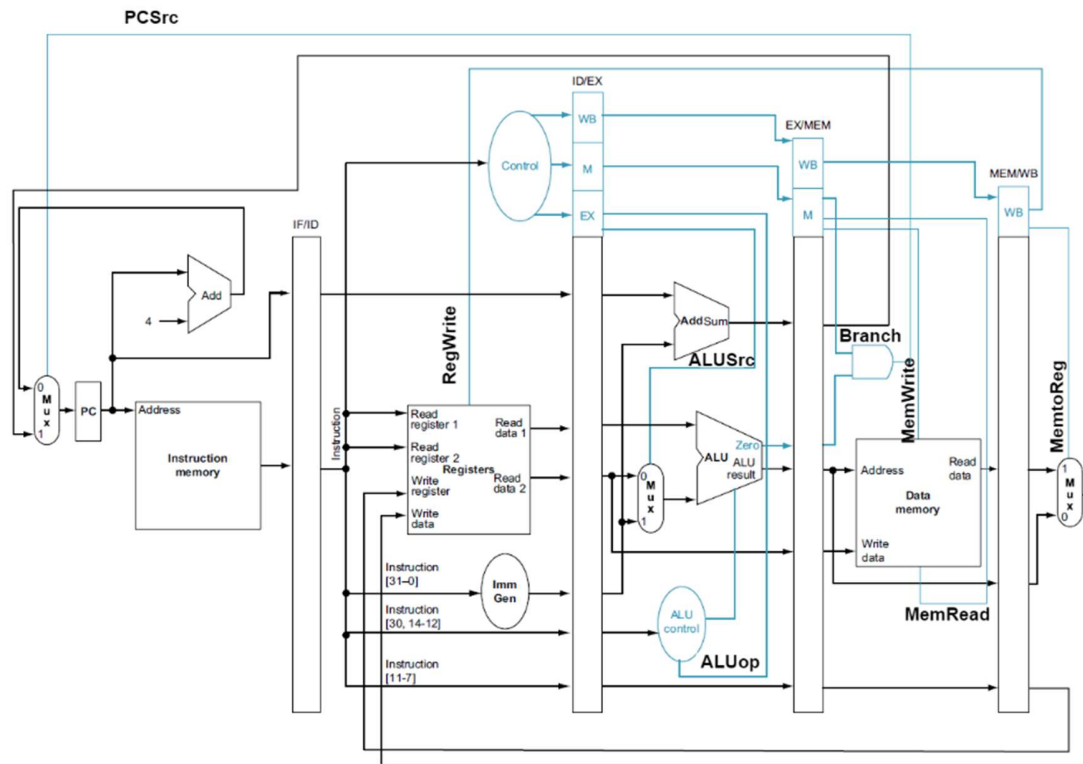 PCSrc
ID/EX
WB
EX/MEM
Control
M
WB
MEM/WB
EX
M
WB
IF/ID
Add
4
RegWrite
Add Sum
ALUSrc
Branch
MemWrite
MemtoReg
0
Mux
1
PC
Address
Instruction
memory
Instruction
Read
register 1
Read
register 2
Registers
Write
register
Write
data
Read
data 1
Read
data 2
0
Mux
1
Zero
ALU
ALU
result
Address
Read
data
Data
memory
Write
data
1
Mux
0
Instruction
[31–0]
Imm
Gen
Instruction
[30, 14-12]
ALU
control
MemRead
ALUop
Instruction
[11-7]